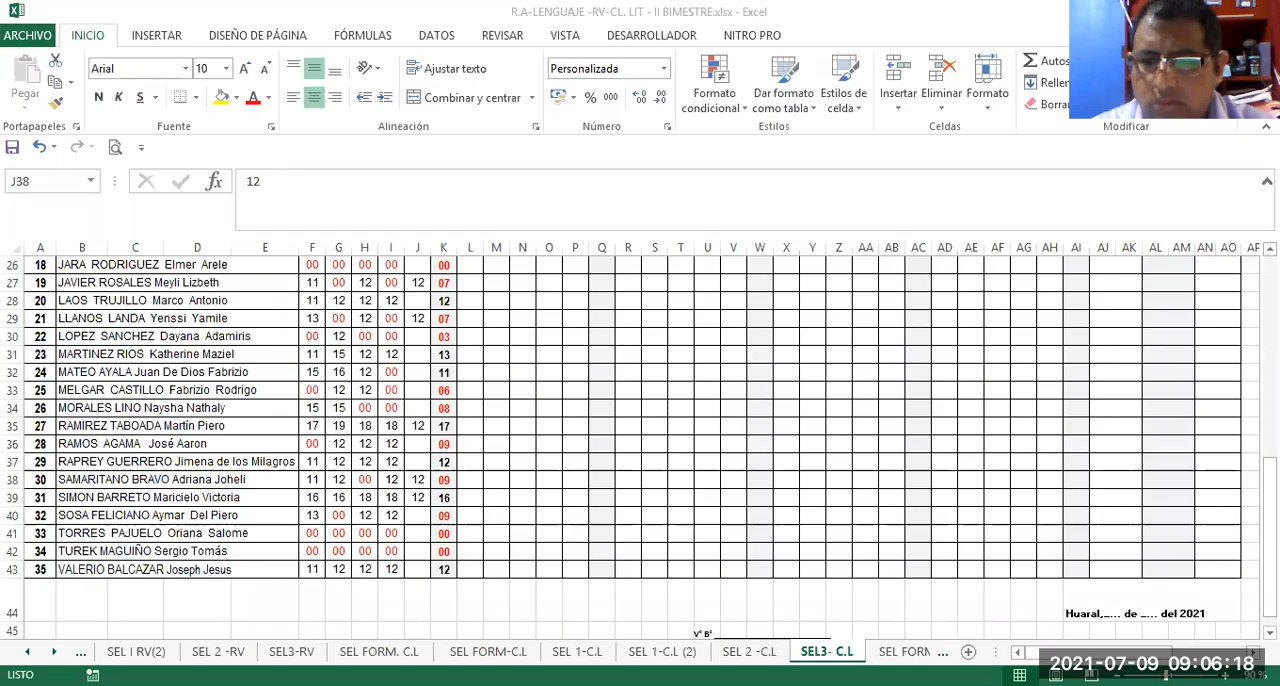 R.A-LENGUAJE -RV-CL. LIT - II BIMESTRE.xlsx - Excel
ARCHIVO INICIO INSERTAR DISEÑO DE PÁGINA FÓRMULAS DATOS REVISAR VISTA DESARROLLADOR NITRO PRO
Arial 10 Ajustar texto Personalizada Autos
Pegar N K S Combinar y centrar % 000 Formato condicional Dar formato como tabla Estilos de celda Insertar Eliminar Formato Rellen
Borra
Portapapeles Fuente Alineación Número Estilos Celdas Modificar
J38 fx 12
A B C D E F G H I J K L M N O P Q R S T U V W X Y Z AA AB AC AD AE AF AG AH AI AJ AK AL AM AN AO AP
26 18 JARA RODRIGUEZ Elmer Arele 00 00 00 00 00
27 19 JAVIER ROSALES Meyli Lizbeth 11 00 12 00 12 07
28 20 LAOS TRUJILLO Marco Antonio 11 12 12 12 12
29 21 LLANOS LANDA Yenssi Yamile 13 00 12 00 12 07
30 22 LOPEZ SANCHEZ Dayana Adamiris 00 12 00 00 03
31 23 MARTINEZ RIOS Katherine Maziel 11 15 12 12 13
32 24 MATEO AYALA Juan De Dios Fabrizio 15 16 12 00 11
33 25 MELGAR CASTILLO Fabrizio Rodrigo 00 12 12 00 06
34 26 MORALES LINO Naysha Nathaly 15 15 00 00 08
35 27 RAMIREZ TABOADA Martín Piero 17 19 18 18 12 17
36 28 RAMOS AGAMA José Aaron 00 12 12 12 09
37 29 RAPREY GUERRERO Jimena de los Milagros 11 12 12 12 12
38 30 SAMARITANO BRAVO Adriana Joheli 11 12 00 12 12 09
39 31 SIMON BARRETO Maricielo Victoria 16 16 18 18 12 16
40 32 SOSA FELICIANO Aymar Del Piero 13 00 12 12 09
41 33 TORRES PAJUELO Oriana Salome 00 00 00 00 00
42 34 TUREK MAGUIÑO Sergio Tomás 00 00 00 00 00
43 35 VALERIO BALCAZAR Joseph Jesus 11 12 12 12 12
44 Huaral,.... de .... del 2021
45 V° B°
... SEL I RV(2) SEL 2 -RV SEL3-RV SEL FORM. C.L SEL FORM-C.L SEL 1-C.L SEL 1-C.L (2) SEL 2 -C.L SEL3- C.L SEL FORM ...
LISTO 90 %
2021-07-09 09:06:18